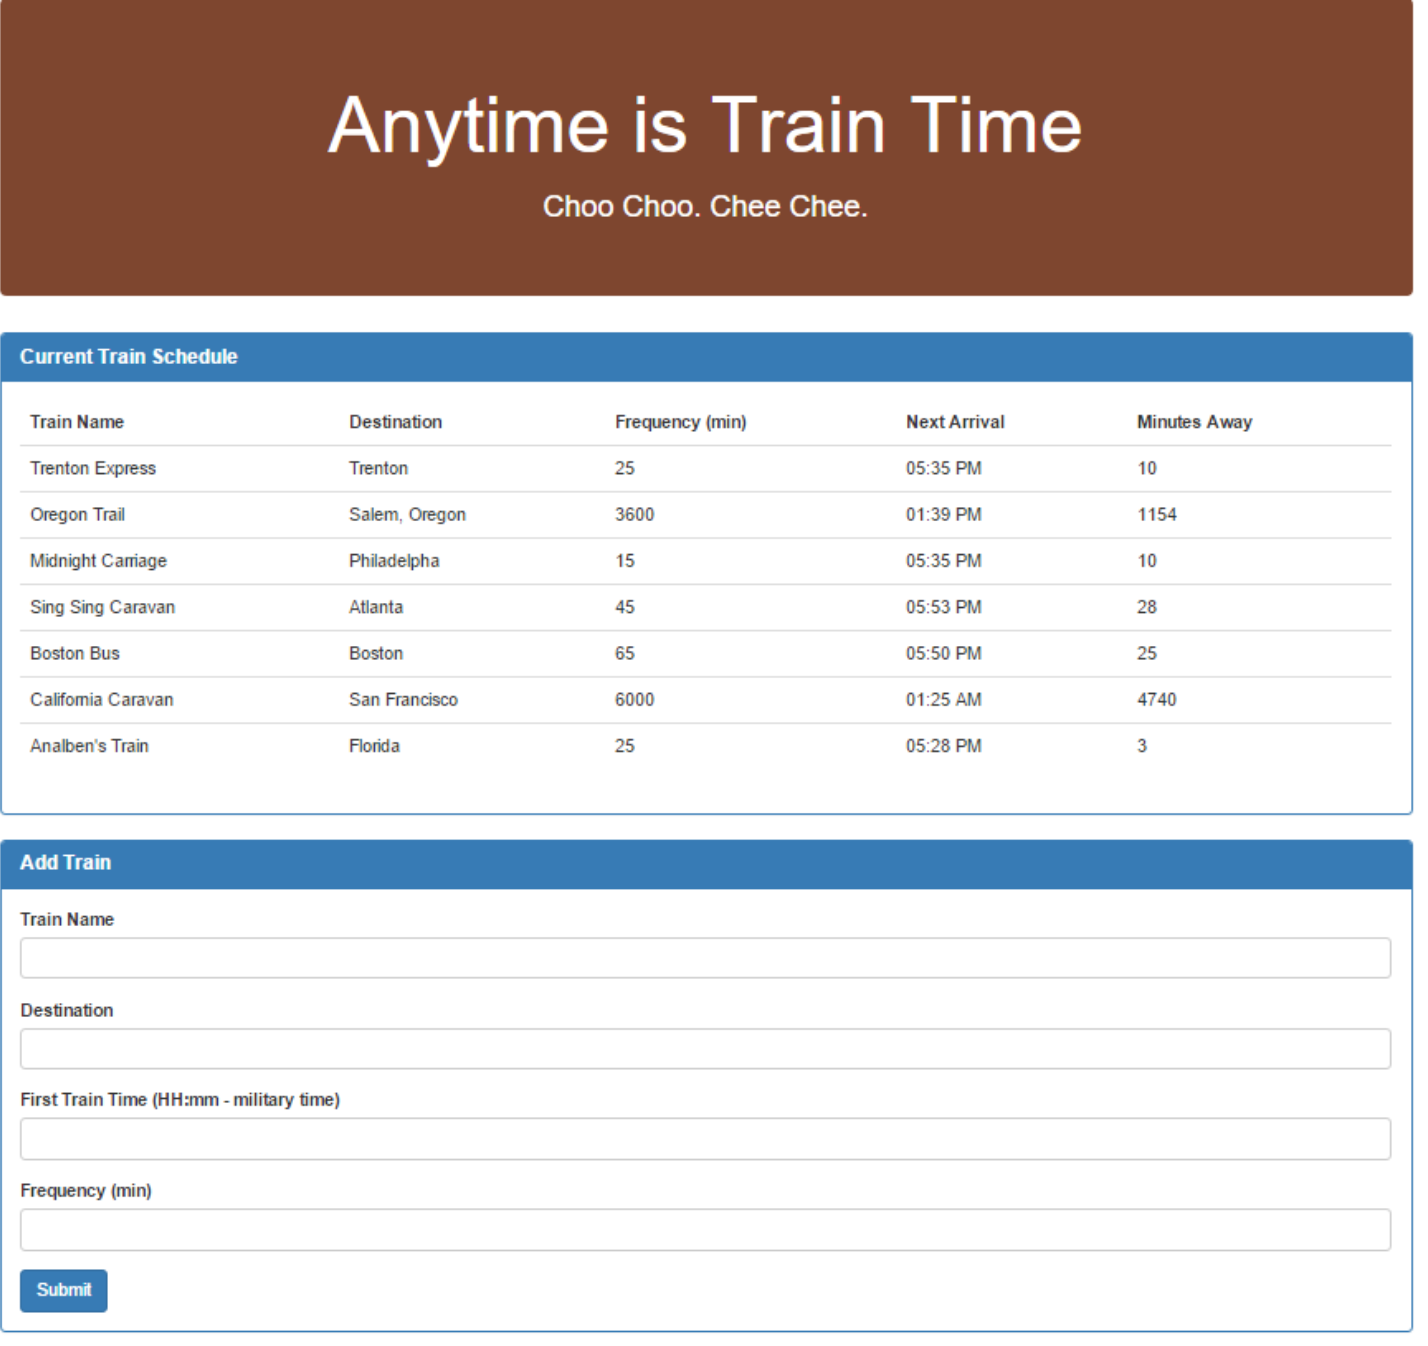 Anytime is Train Time
Choo Choo. Chee Chee.
Current Train Schedule
Train Name Destination Frequency (min) Next Arrival Minutes Away
Trenton Express Trenton 25 05:35 PM 10
Oregon Trail Salem, Oregon 3600 01:39 PM 1154
Midnight Carriage Philadelpha 15 05:35 PM 10
Sing Sing Caravan Atlanta 45 05:53 PM 28
Boston Bus Boston 65 05:50 PM 25
California Caravan San Francisco 6000 01:25 AM 4740
Analben's Train Florida 25 05:28 PM 3
Add Train
Train Name
Destination
First Train Time (HH:mm - military time)
Frequency (min)
Submit